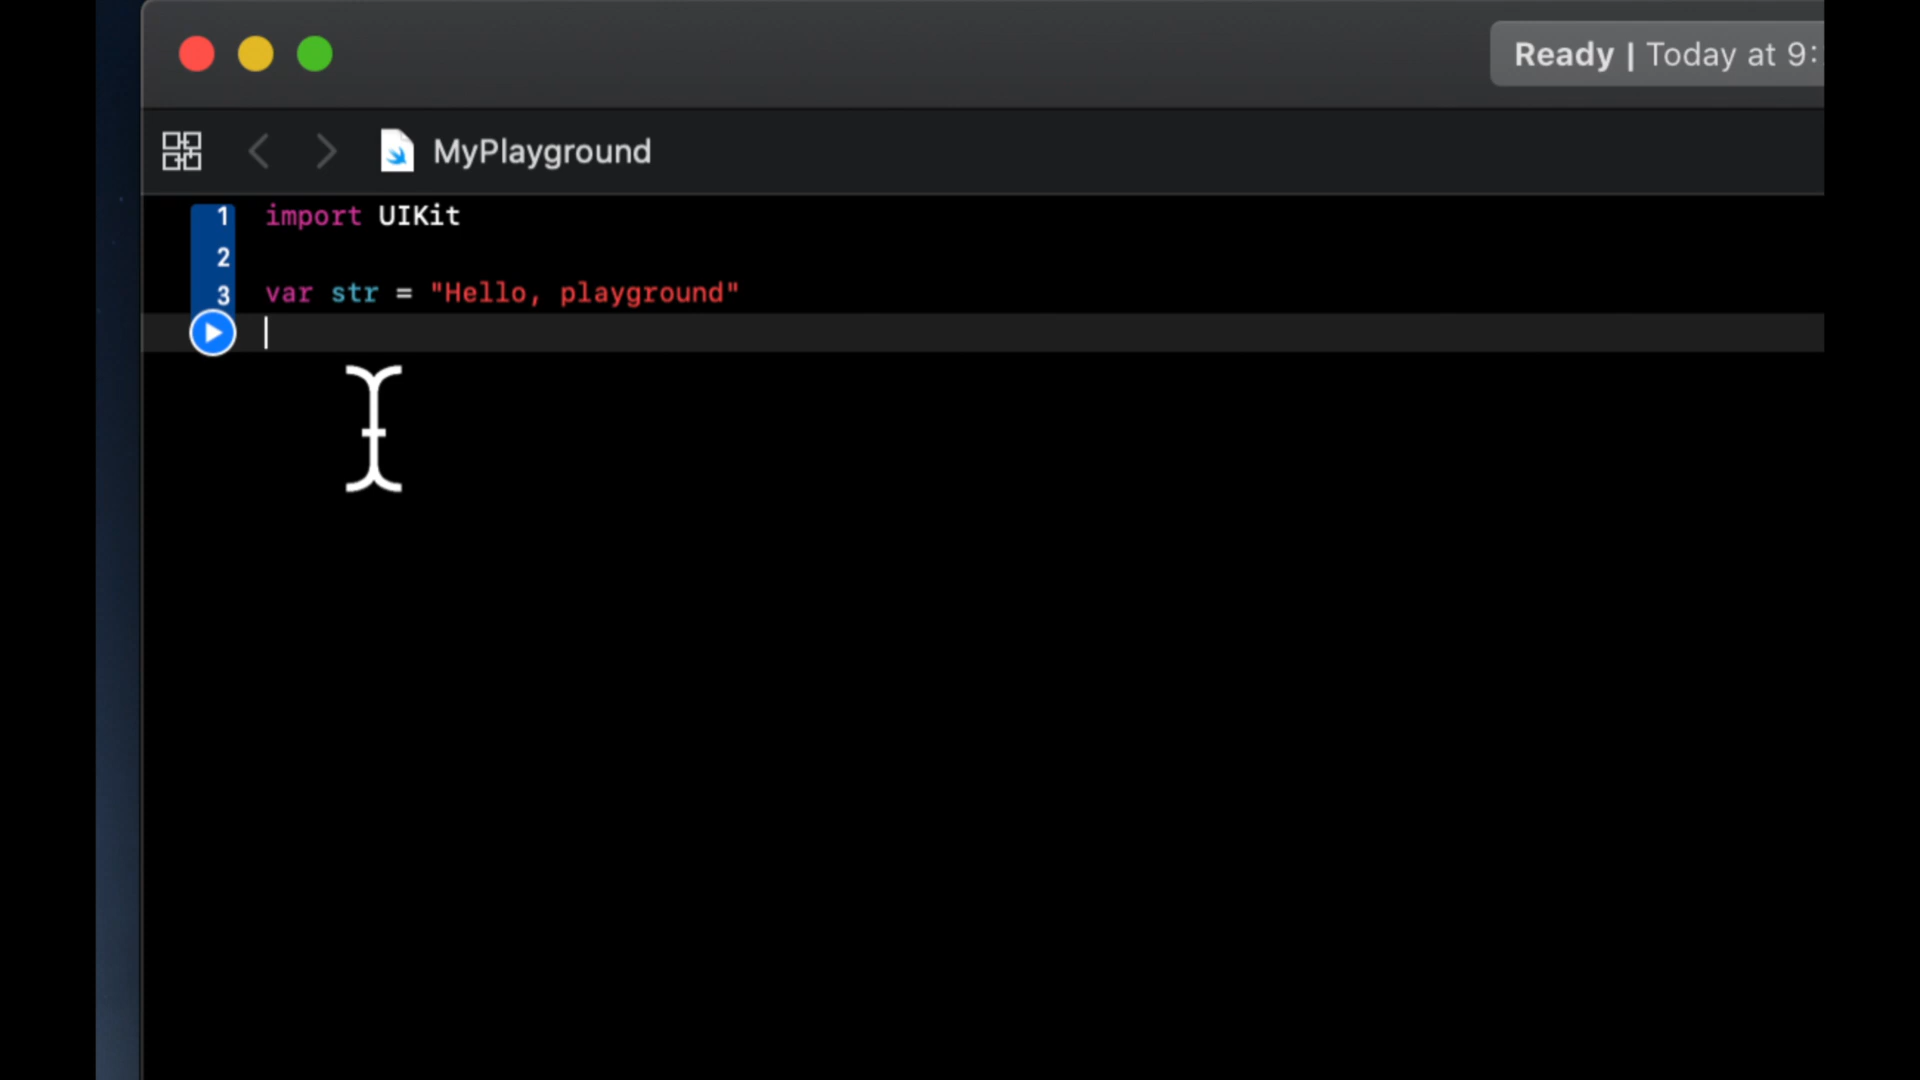 Ready | Today at 9:
MyPlayground
1 import UIKit
2
3 var str = "Hello, playground"